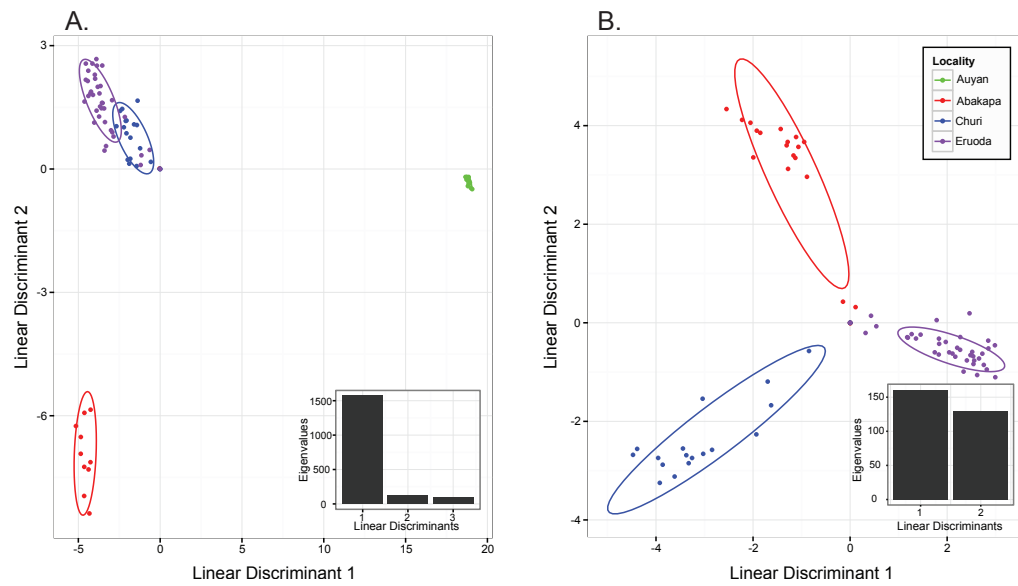 A.
3
0
-3
-6
-5
0
5
10
15
20
Linear Discriminant 2
Linear Discriminant 1
1500
1000
500
0
Eigenvalues
1
2
3
Linear Discriminants
B.
4
2
0
-2
-4
-4
-2
0
2
Linear Discriminant 2
Linear Discriminant 1
Locality
Auyan
Abakapa
Churi
Eruoda
150
100
50
0
Eigenvalues
1
2
Linear Discriminants